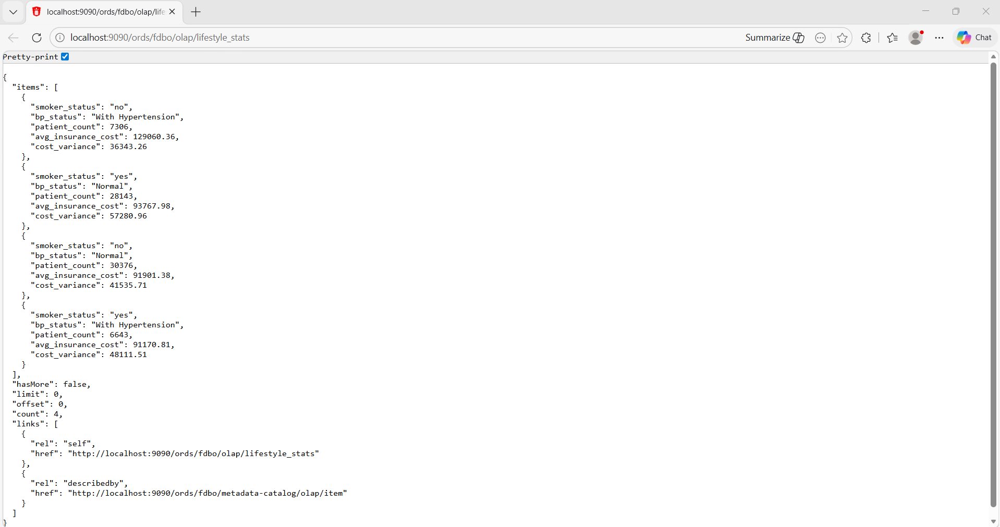 localhost:9090/ords/fdbo/olap/life
localhost:9090/ords/fdbo/olap/lifestyle_stats
Summarize
Chat
Pretty-print
{
  "items": [
    {
      "smoker_status": "no",
      "bp_status": "With Hypertension",
      "patient_count": 7306,
      "avg_insurance_cost": 129060.36,
      "cost_variance": 36343.26
    },
    {
      "smoker_status": "yes",
      "bp_status": "Normal",
      "patient_count": 28143,
      "avg_insurance_cost": 93767.98,
      "cost_variance": 57280.96
    },
    {
      "smoker_status": "no",
      "bp_status": "Normal",
      "patient_count": 30376,
      "avg_insurance_cost": 91901.38,
      "cost_variance": 41535.71
    },
    {
      "smoker_status": "yes",
      "bp_status": "With Hypertension",
      "patient_count": 6643,
      "avg_insurance_cost": 91170.81,
      "cost_variance": 48111.51
    }
  ],
  "hasMore": false,
  "limit": 0,
  "offset": 0,
  "count": 4,
  "links": [
    {
      "rel": "self",
      "href": "http://localhost:9090/ords/fdbo/olap/lifestyle_stats"
    },
    {
      "rel": "describedby",
      "href": "http://localhost:9090/ords/fdbo/metadata-catalog/olap/item"
    }
  ]
}